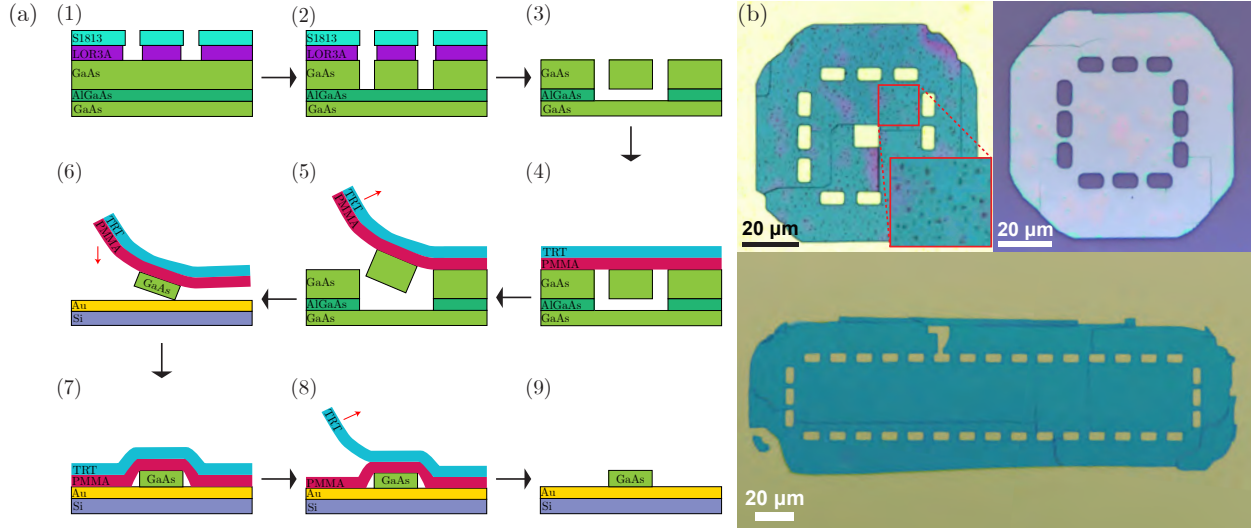 (a)
(1)
(2)
(3)
S1813
LOR3A
GaAs
AlGaAs
GaAs
S1813
LOR3A
GaAs
AlGaAs
GaAs
GaAs
AlGaAs
GaAs
(6)
(5)
(4)
TRT
PMMA
GaAs
Au
Si
TRT
PMMA
GaAs
AlGaAs
GaAs
TRT
PMMA
GaAs
AlGaAs
GaAs
(7)
(8)
(9)
TRT
PMMA
GaAs
Au
Si
TRT
PMMA
GaAs
Au
Si
GaAs
Au
Si
(b)
20 µm
20 µm
20 µm